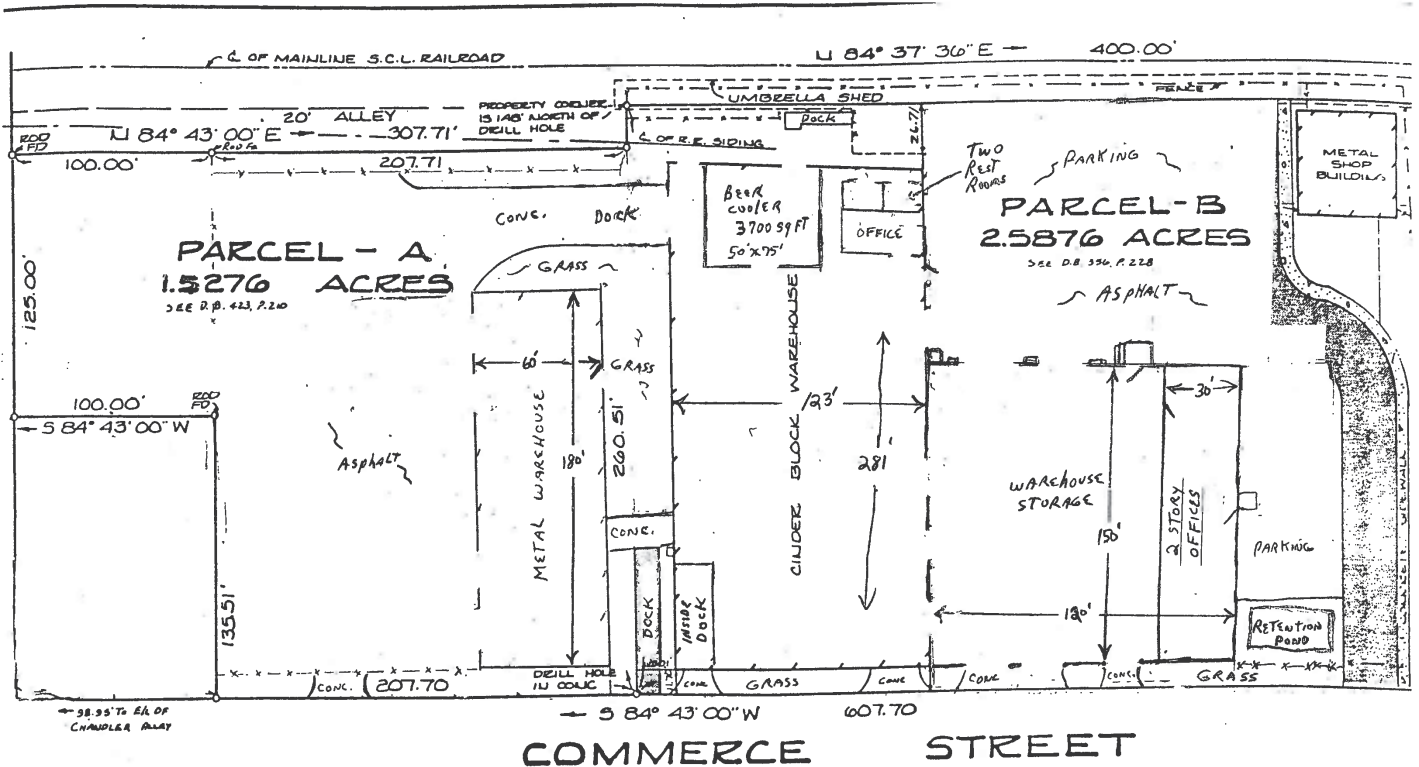 ℄ OF MAINLINE S.C.L. RAILROAD
N 84° 37' 36" E
400.00'
UMBRELLA SHED
FENCE
20' ALLEY
PROPERTY CORNER
IS 1.48' NORTH OF
DRILL HOLE
ROD
FD
N 84° 43' 00" E
307.71'
DOCK
℄ OF R.R. SIDING
26.71
100.00'
ROD FD
207.71
TWO
REST
ROOMS
PARKING
METAL
SHOP
BUILDING
BEER
COOLER
3700 SQ FT
50'x75'
OFFICE
CONC. DOCK
PARCEL - A
1.5276 ACRES
SEE D.B. 423, P. 210
PARCEL-B
2.5876 ACRES
SEE D.B. 356, P. 228
GRASS
ASPHALT
125.00'
60'
GRASS
CINDER BLOCK WAREHOUSE
30'
100.00'
ROD
FD
S 84° 43' 00" W
123'
ASPHALT
METAL WAREHOUSE
180'
260.51'
281'
WAREHOUSE
STORAGE
150'
2 STORY
OFFICES
CONC.
PARKING
135.51'
DOCK
INSIDE
DOCK
120'
RETENTION
POND
CONC.
207.70
DRILL HOLE
IN CONC
CONC
GRASS
CONC
CONC
CONC.
GRASS
98.95' TO E/L OF
CHANDLER ALLEY
S 84° 43' 00" W
607.70
COMMERCE STREET